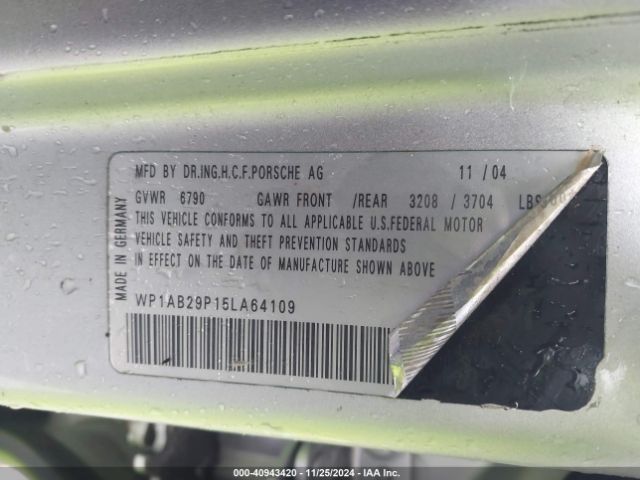 MFD BY DR.ING.H.C.F.PORSCHE AG 11 / 04
GVWR 6790 GAWR FRONT /REAR 3208 / 3704 LBS
THIS VEHICLE CONFORMS TO ALL APPLICABLE U.S.FEDERAL MOTOR
VEHICLE SAFETY AND THEFT PREVENTION STANDARDS
IN EFFECT ON THE DATE OF MANUFACTURE SHOWN ABOVE
WP1AB29P15LA64109
MADE IN GERMANY
000-40943420 - 11/25/2024 - IAA Inc.